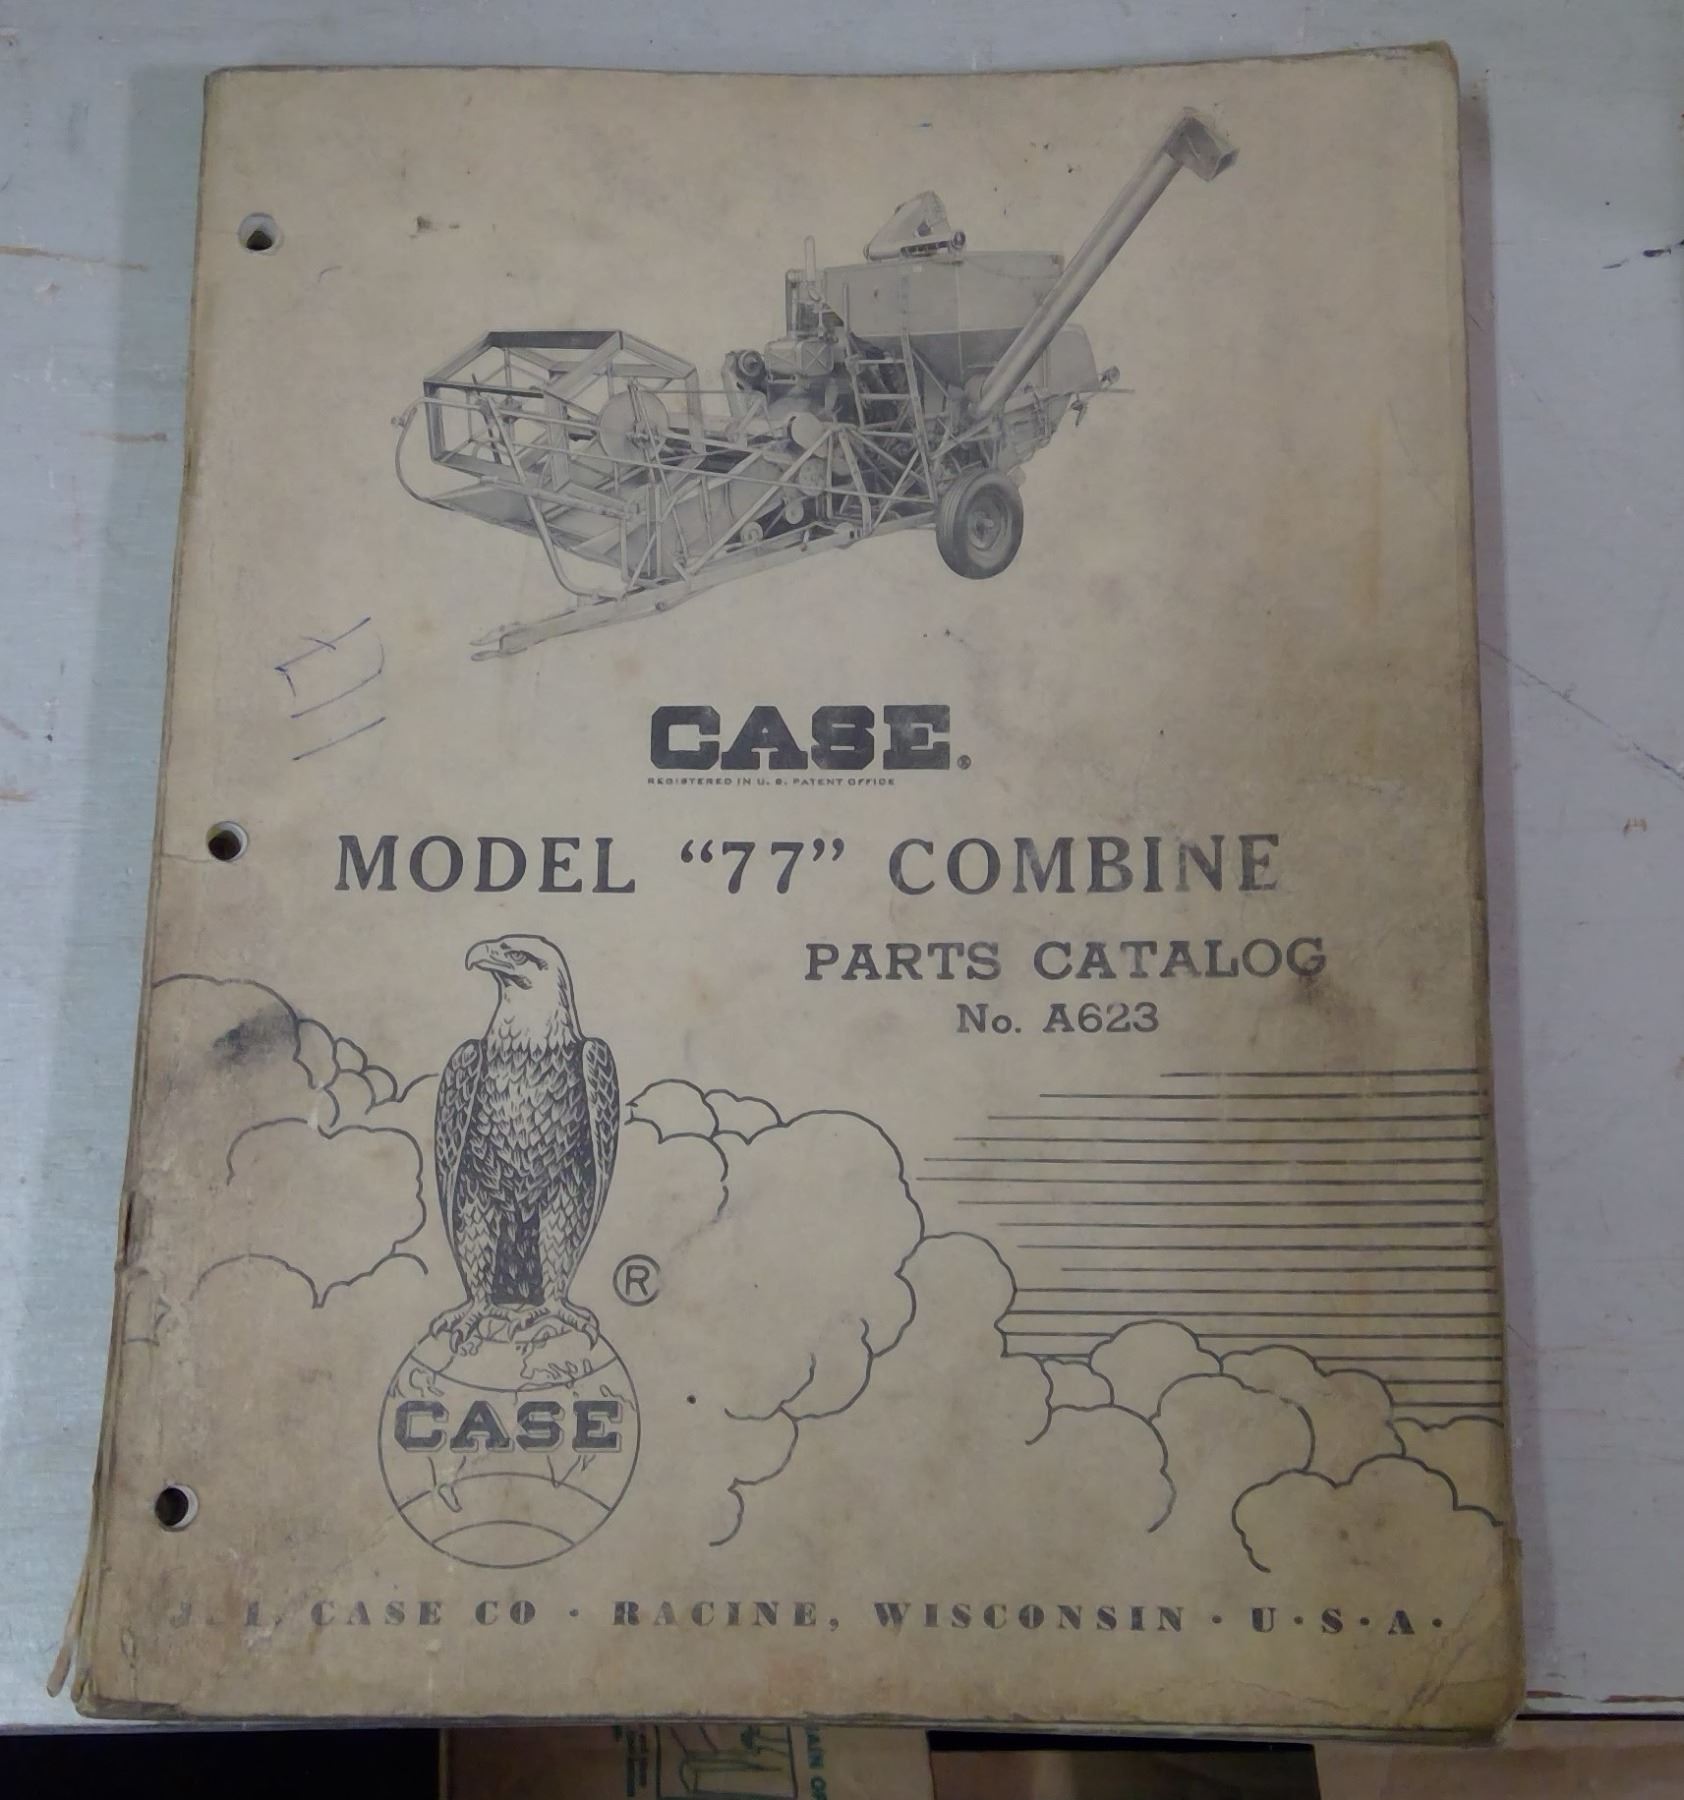 CASE®
REGISTERED IN U. S. PATENT OFFICE
MODEL “77” COMBINE
PARTS CATALOG
No. A623
®
CASE
J. I. CASE CO · RACINE, WISCONSIN · U·S·A·